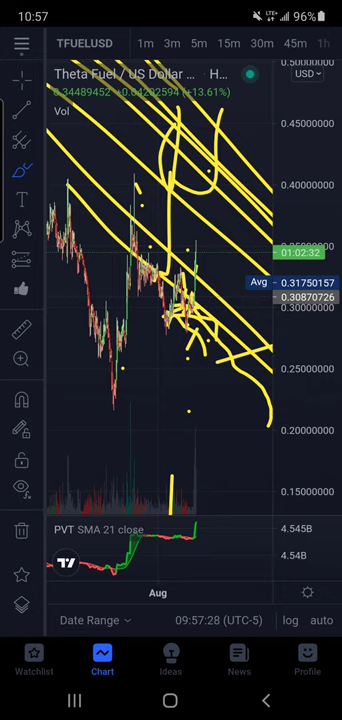 10:57
96%
TFUELUSD 1m 3m 5m 15m 30m 45m 1h
Theta Fuel / US Dollar ... · H...
0.34489452 +0.04202594 (+13.61%)
Vol
0.50000000
USD
0.45000000
0.40000000
01:02:32
Avg 0.31750157
0.30870726
0.30000000
0.25000000
0.20000000
0.15000000
PVT SMA 21 close
4.545B
4.54B
Aug
Date Range
09:57:28 (UTC-5)
log auto
Watchlist
Chart
Ideas
News
Profile